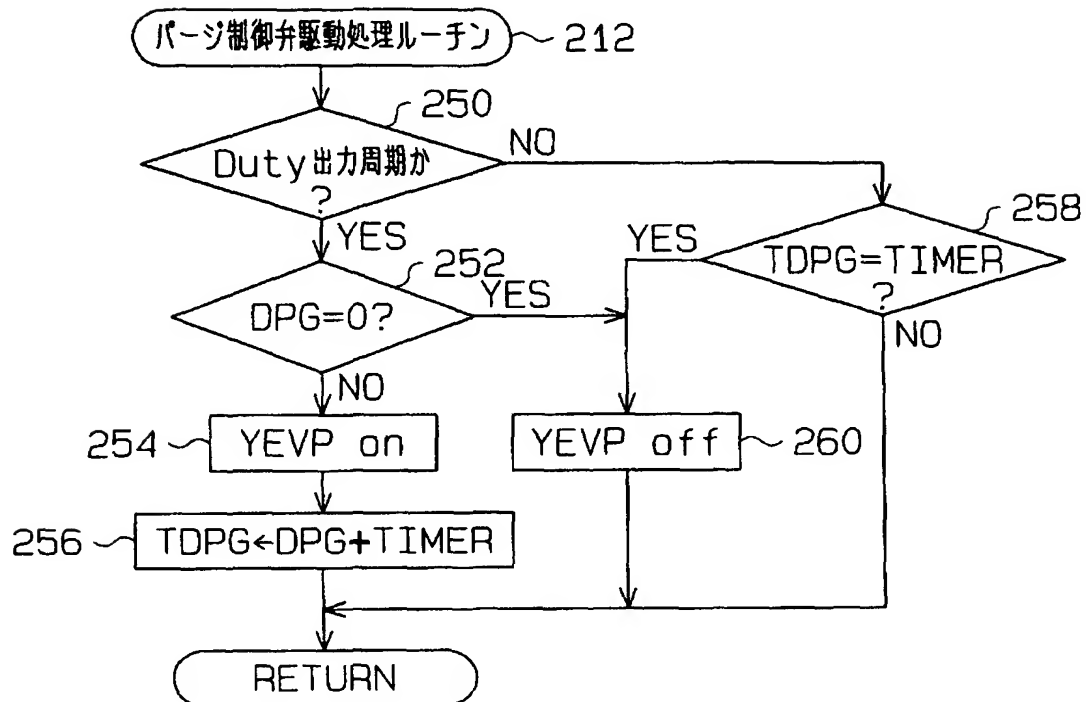 パージ制御弁駆動処理ルーチン
212
250
Duty出力周期か
?
NO
YES
258
TDPG=TIMER
?
YES
NO
252
DPG=0?
YES
NO
254
YEVP on
YEVP off
260
256
TDPG←DPG+TIMER
RETURN